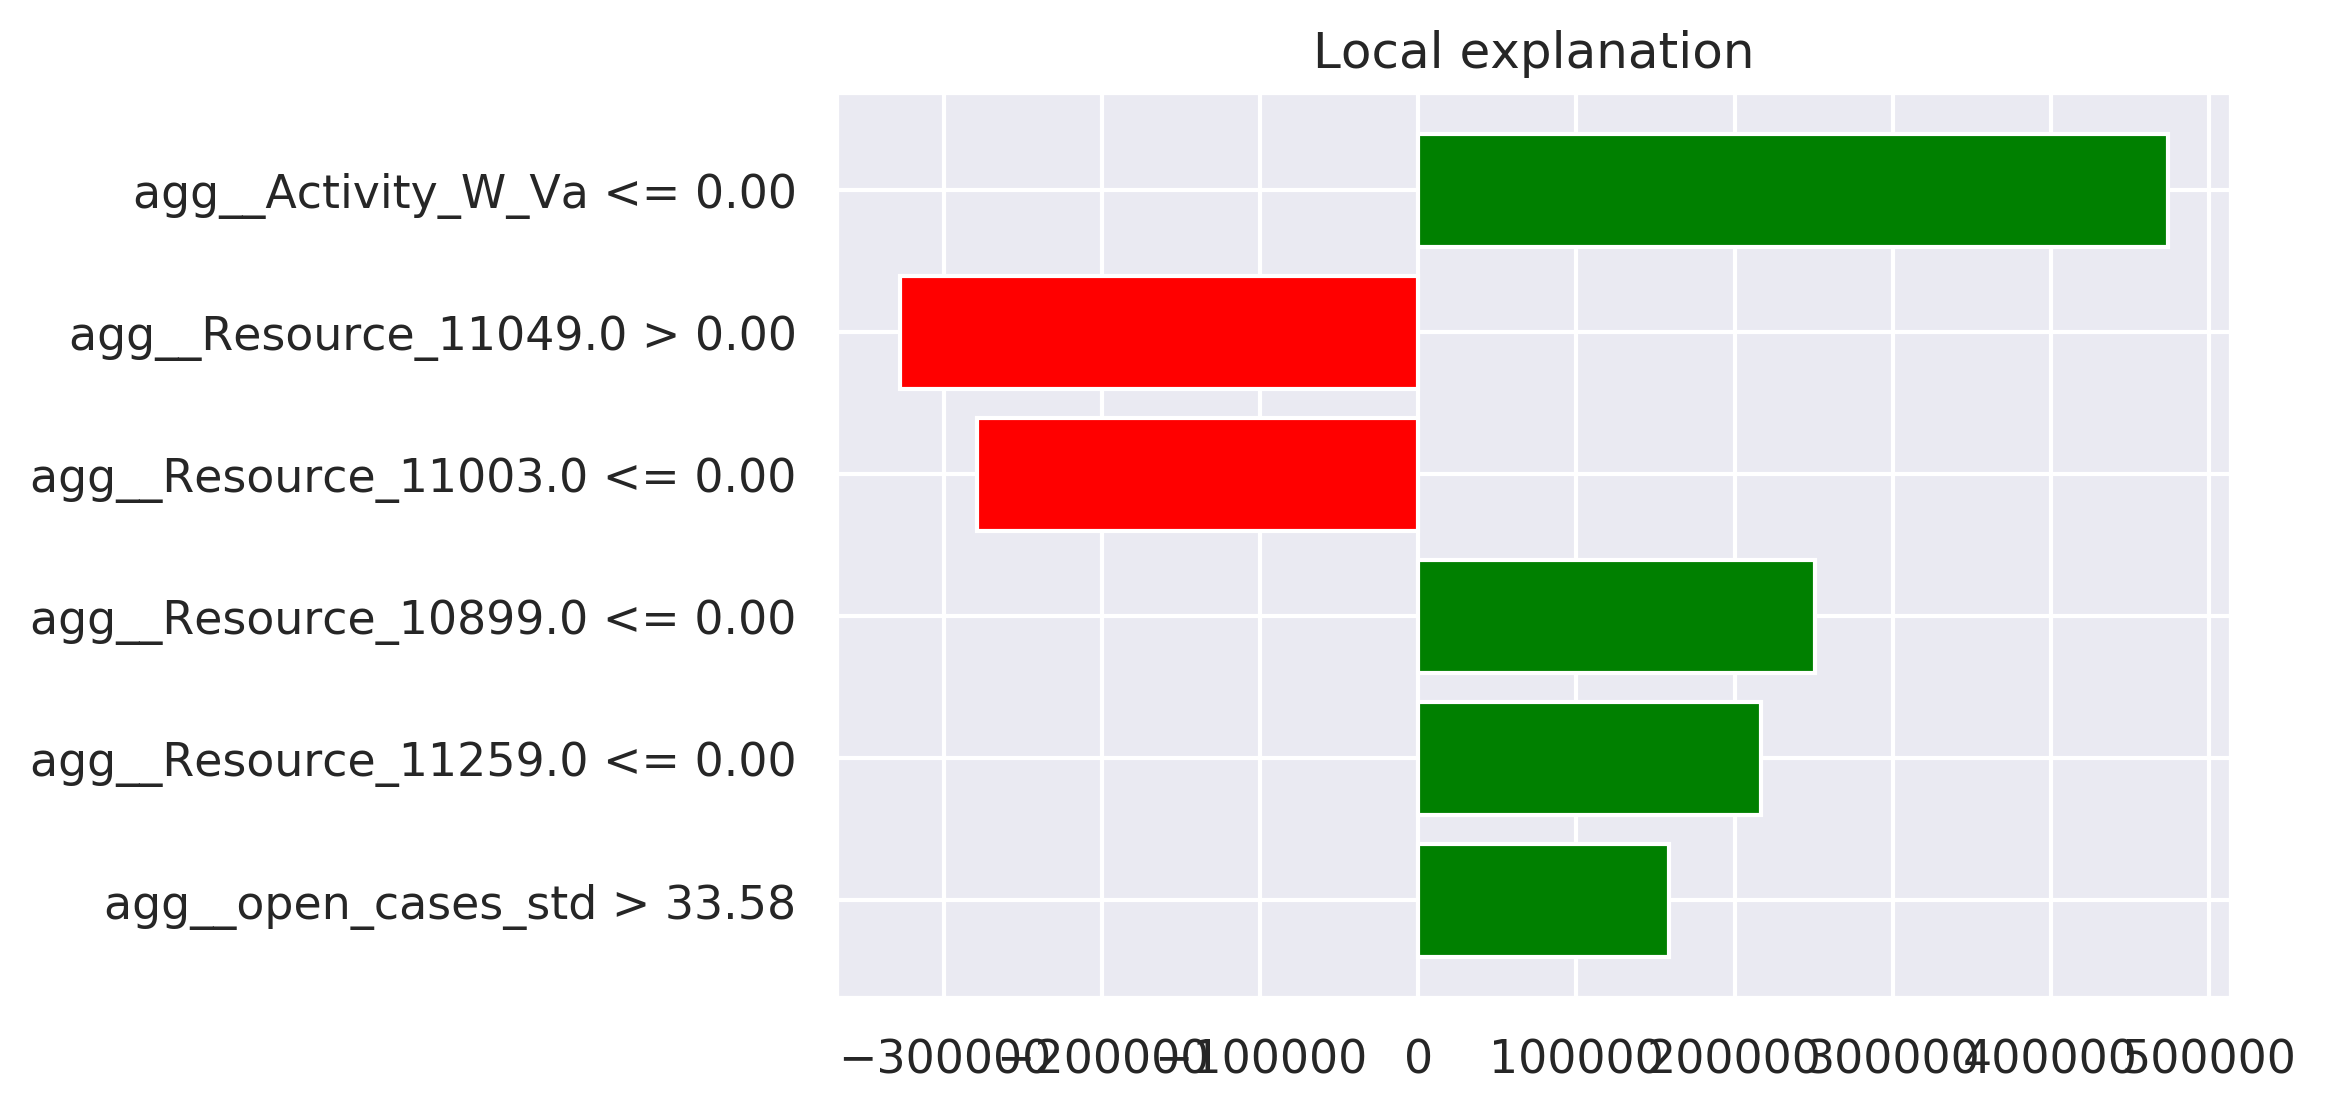 Local explanation
agg__Activity_W_Va <= 0.00
agg__Resource_11049.0 > 0.00
agg__Resource_11003.0 <= 0.00
agg__Resource_10899.0 <= 0.00
agg__Resource_11259.0 <= 0.00
agg__open_cases_std > 33.58
−300000 −200000 −100000 0 100000 200000 300000 400000 500000